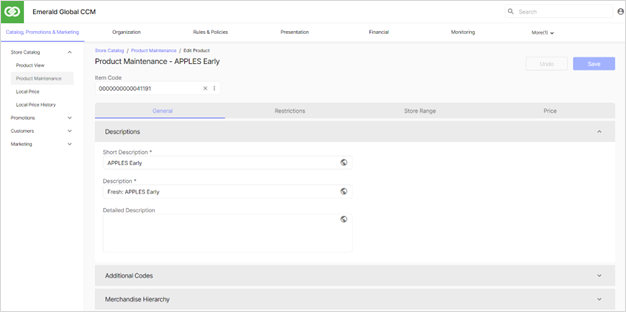 Emerald Global CCM
Search
Catalog, Promotions & Marketing
Organization
Rules & Policies
Presentation
Financial
Monitoring
More(1)
Store Catalog
Product View
Product Maintenance
Local Price
Local Price History
Promotions
Customers
Marketing
Store Catalog / Product Maintenance / Edit Product
Product Maintenance - APPLES Early
Undo
Save
Item Code
0000000000041191
General
Restrictions
Store Range
Price
Descriptions
Short Description *
APPLES Early
Description *
Fresh: APPLES Early
Detailed Description
Additional Codes
Merchandise Hierarchy